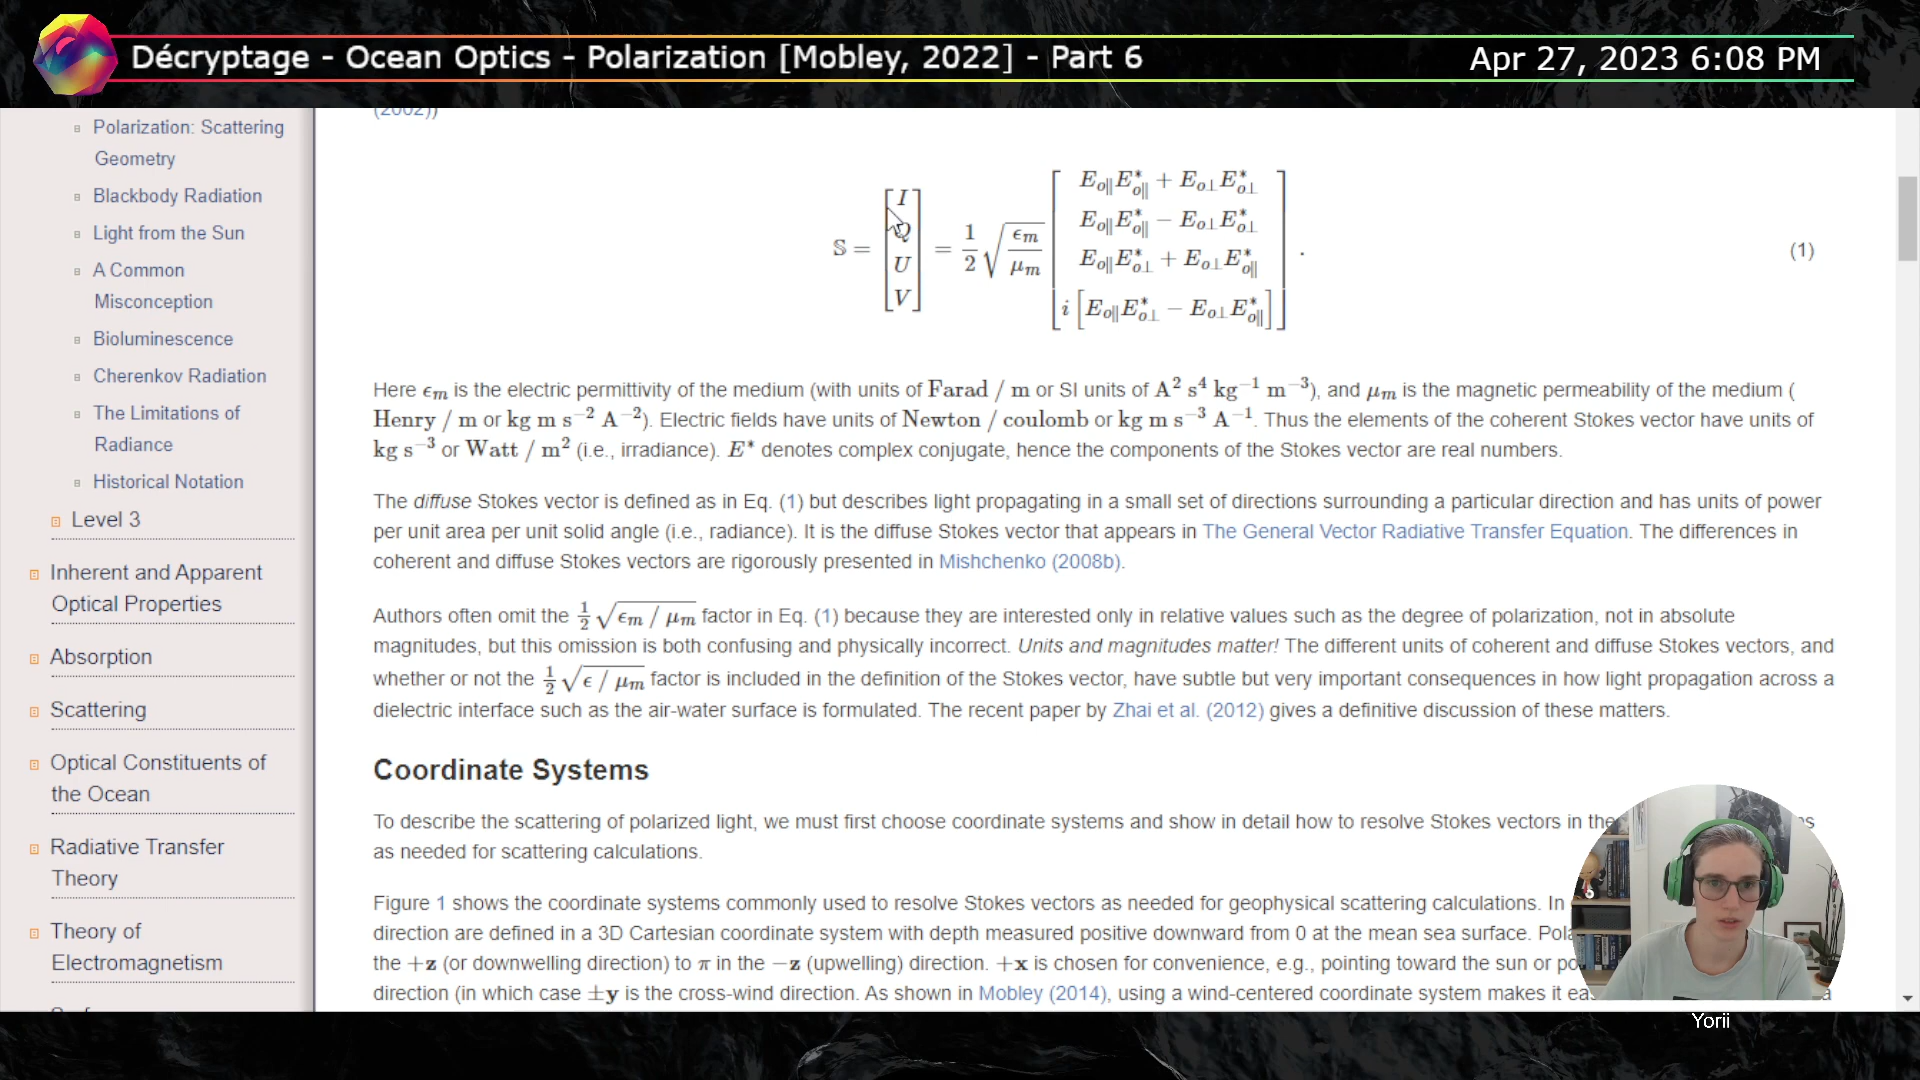 Décryptage - Ocean Optics - Polarization [Mobley, 2022] - Part 6
Apr 27, 2023 6:08 PM
Polarization: Scattering
Geometry
Blackbody Radiation
Light from the Sun
A Common
Misconception
Bioluminescence
Cherenkov Radiation
The Limitations of
Radiance
Historical Notation
Level 3
Inherent and Apparent
Optical Properties
Absorption
Scattering
Optical Constituents of
the Ocean
Radiative Transfer
Theory
Theory of
Electromagnetism
(2002))
𝕊 = [I Q U V] = 1/2 √(ϵm/μm) [E_{o∥}E*_{o∥} + E_{o⊥}E*_{o⊥}
E_{o∥}E*_{o∥} − E_{o⊥}E*_{o⊥}
E_{o∥}E*_{o⊥} + E_{o⊥}E*_{o∥}
i [E_{o∥}E*_{o⊥} − E_{o⊥}E*_{o∥}]] . (1)
Here ϵm is the electric permittivity of the medium (with units of Farad / m or SI units of A² s⁴ kg⁻¹ m⁻³), and μm is the magnetic permeability of the medium (
Henry / m or kg m s⁻² A⁻²). Electric fields have units of Newton / coulomb or kg m s⁻³ A⁻¹. Thus the elements of the coherent Stokes vector have units of
kg s⁻³ or Watt / m² (i.e., irradiance). E* denotes complex conjugate, hence the components of the Stokes vector are real numbers.
The diffuse Stokes vector is defined as in Eq. (1) but describes light propagating in a small set of directions surrounding a particular direction and has units of power
per unit area per unit solid angle (i.e., radiance). It is the diffuse Stokes vector that appears in The General Vector Radiative Transfer Equation. The differences in
coherent and diffuse Stokes vectors are rigorously presented in Mishchenko (2008b).
Authors often omit the 1/2 √(ϵm / μm) factor in Eq. (1) because they are interested only in relative values such as the degree of polarization, not in absolute
magnitudes, but this omission is both confusing and physically incorrect. Units and magnitudes matter! The different units of coherent and diffuse Stokes vectors, and
whether or not the 1/2 √(ϵ / μm) factor is included in the definition of the Stokes vector, have subtle but very important consequences in how light propagation across a
dielectric interface such as the air-water surface is formulated. The recent paper by Zhai et al. (2012) gives a definitive discussion of these matters.
Coordinate Systems
To describe the scattering of polarized light, we must first choose coordinate systems and show in detail how to resolve Stokes vectors in the
as needed for scattering calculations.
Figure 1 shows the coordinate systems commonly used to resolve Stokes vectors as needed for geophysical scattering calculations. In
direction are defined in a 3D Cartesian coordinate system with depth measured positive downward from 0 at the mean sea surface.
the +z (or downwelling direction) to π in the −z (upwelling) direction. +x is chosen for convenience, e.g., pointing toward the sun or
direction (in which case ±y is the cross-wind direction. As shown in Mobley (2014), using a wind-centered coordinate system makes it
Yorii